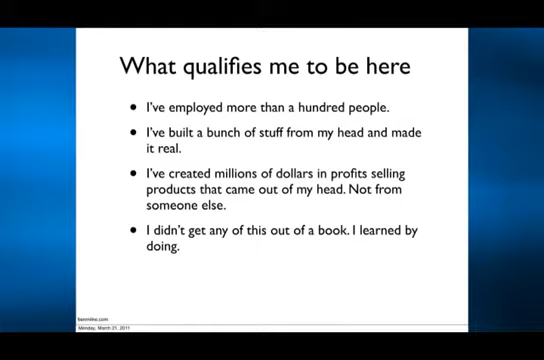 What qualifies me to be here
• I've employed more than a hundred people.
• I've built a bunch of stuff from my head and made
it real.
• I've created millions of dollars in profits selling
products that came out of my head. Not from
someone else.
• I didn't get any of this out of a book. I learned by
doing.
benmilne.com
Monday, March 21, 2011